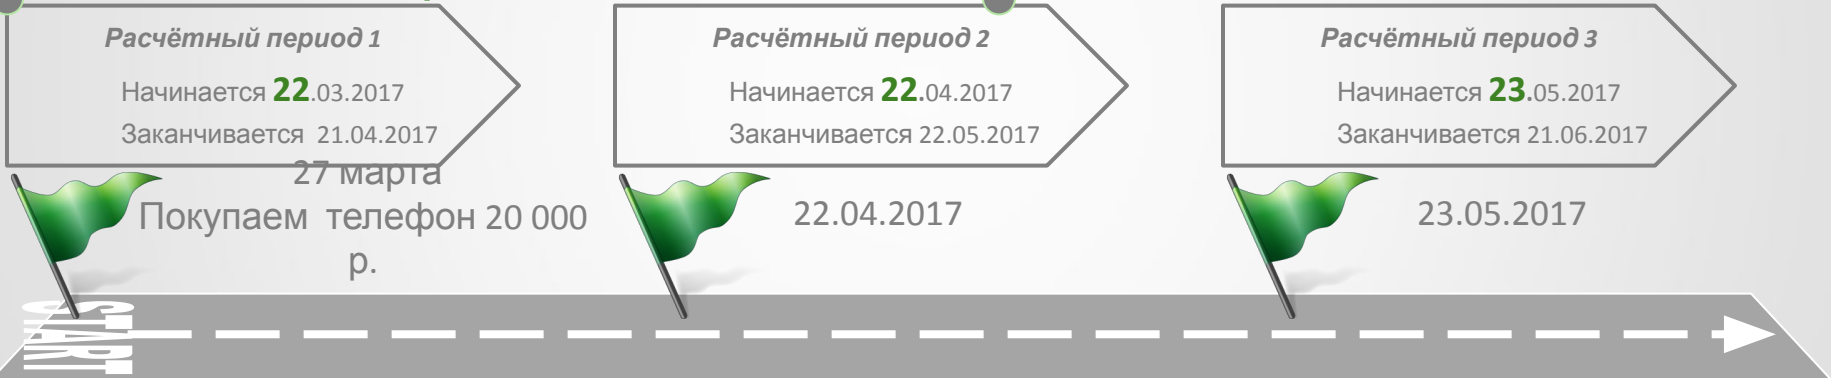 Расчётный период 1
Начинается 22.03.2017
Заканчивается 21.04.2017
27 марта
Покупаем телефон 20 000
р.
Расчётный период 2
Начинается 22.04.2017
Заканчивается 22.05.2017
22.04.2017
Расчётный период 3
Начинается 23.05.2017
Заканчивается 21.06.2017
23.05.2017
START